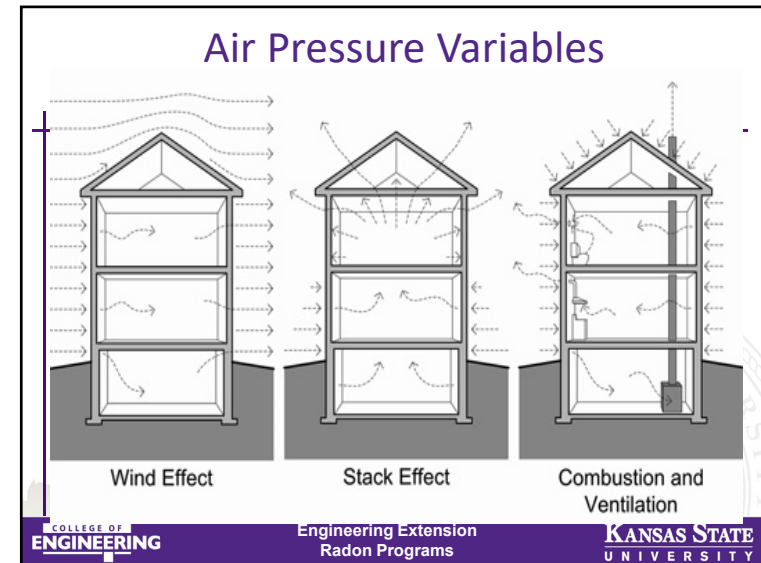 Air Pressure Variables
Wind Effect
Stack Effect
Combustion and
Ventilation
COLLEGE OF
ENGINEERING
Engineering Extension
Radon Programs
KANSAS STATE
UNIVERSITY